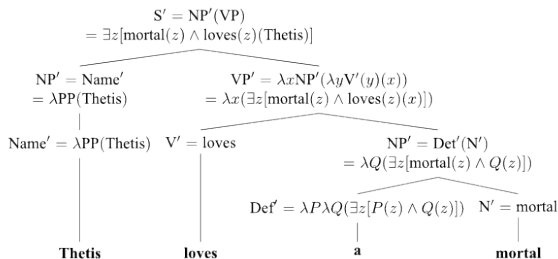 S′ = NP′(VP)
= ∃z[mortal(z) ∧ loves(z)(Thetis)]
NP′ = Name′
= λPP(Thetis)
VP′ = λxNP′(λyV′(y)(x))
= λx(∃z[mortal(z) ∧ loves(z)(x)])
Name′ = λPP(Thetis)
V′ = loves
NP′ = Det′(N′)
= λQ(∃z[mortal(z) ∧ Q(z)])
Def′ = λPλQ(∃z[P(z) ∧ Q(z)])
N′ = mortal
Thetis loves a mortal